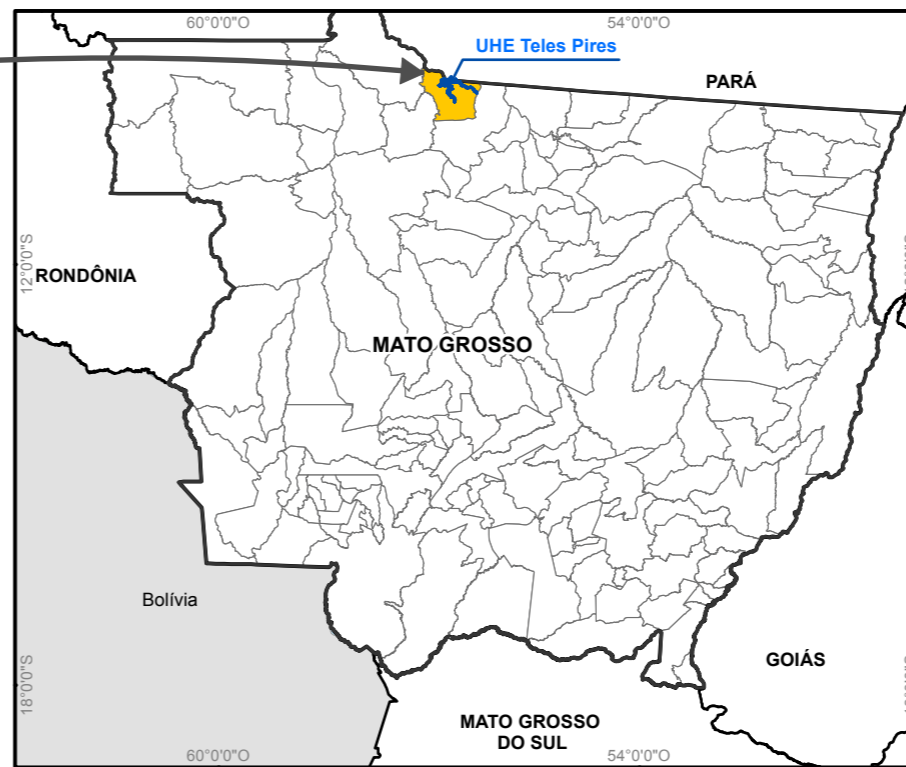 60°0'0"O
54°0'0"O
UHE Teles Pires
PARÁ
12°0'0"S
RONDÔNIA
MATO GROSSO
Bolívia
GOIÁS
18°0'0"S
MATO GROSSO
DO SUL
60°0'0"O
54°0'0"O